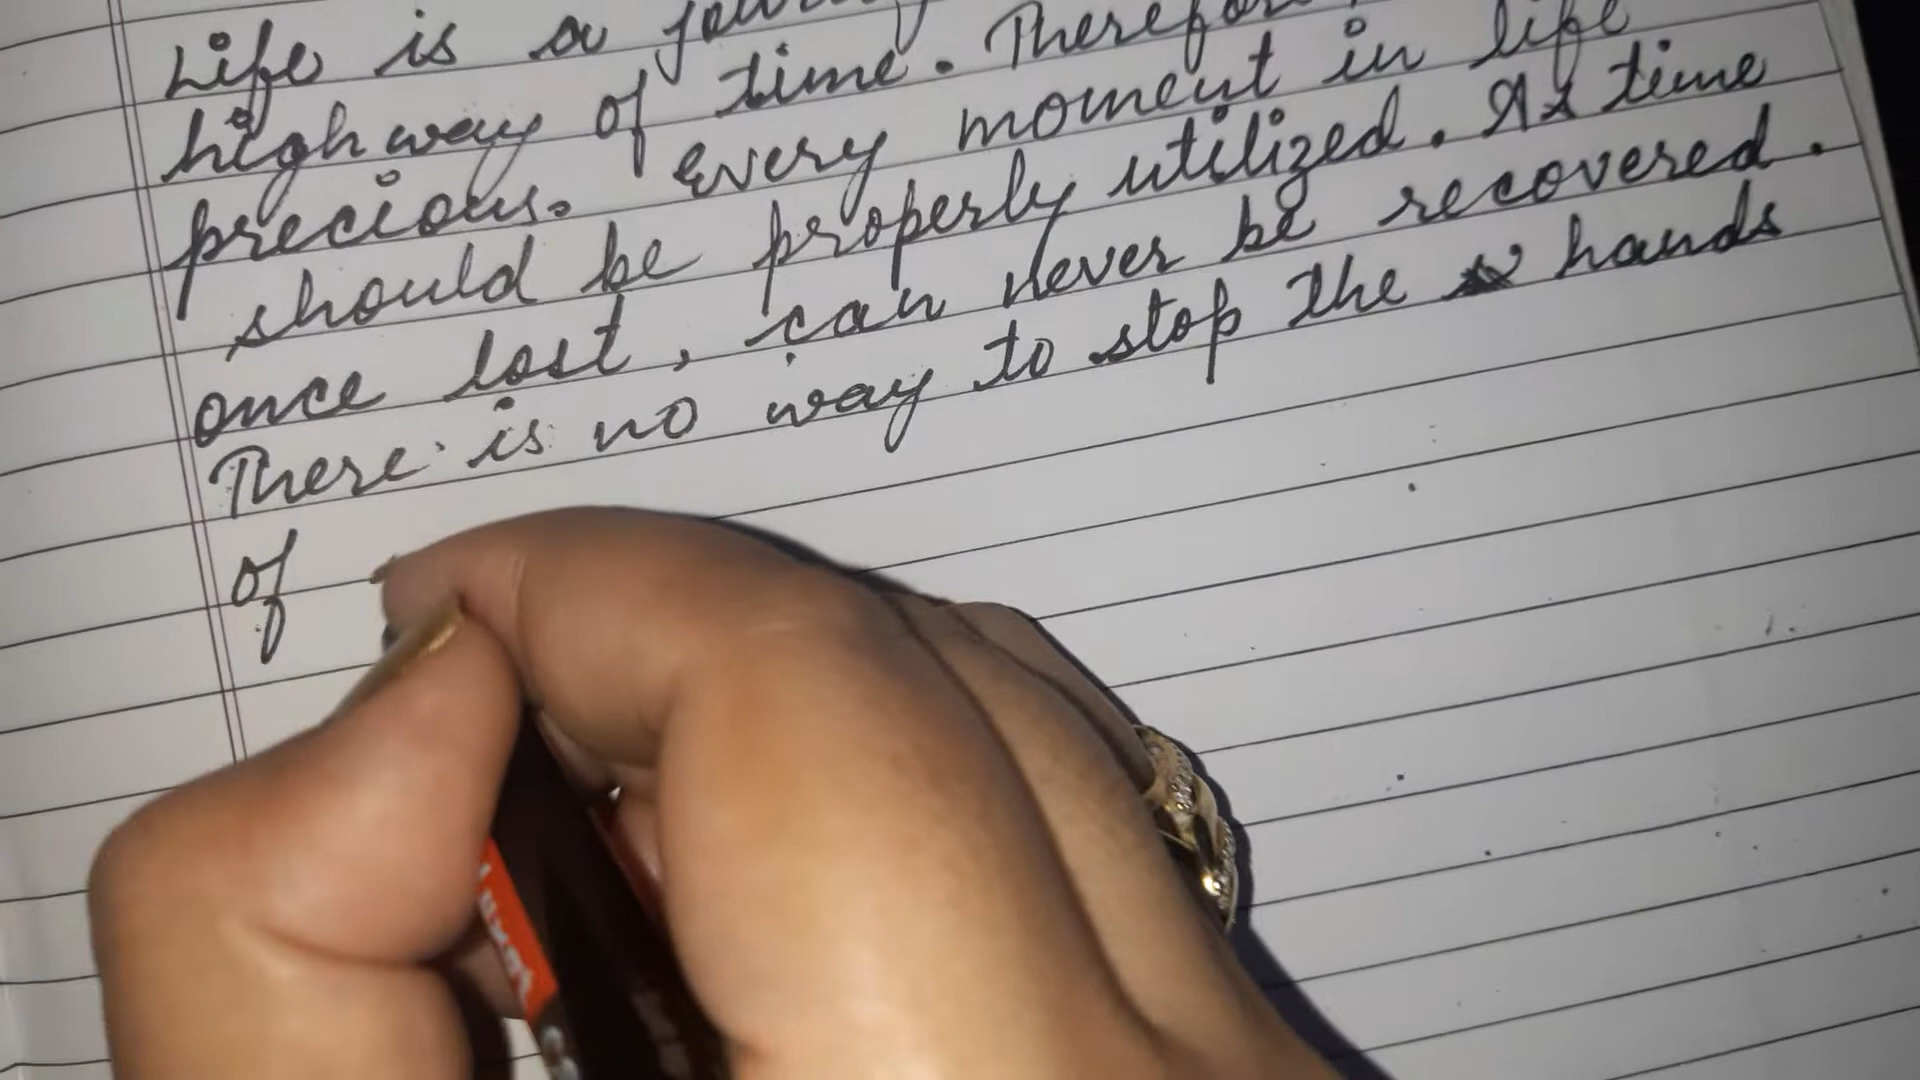 Life is a
highway of time. Therefore
precious. Every moment in life
should be properly utilized. As time
once lost, can never be recovered.
There is no way to stop the hands
of